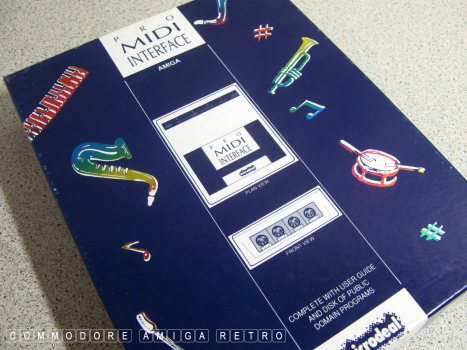 PRO
MIDI
INTERFACE
AMIGA
PRO
MIDI
INTERFACE
PLAN VIEW
FRONT VIEW
COMPLETE WITH USER GUIDE
AND DISK OF PUBLIC
DOMAIN PROGRAMS
COMMODORE AMIGA RETRO